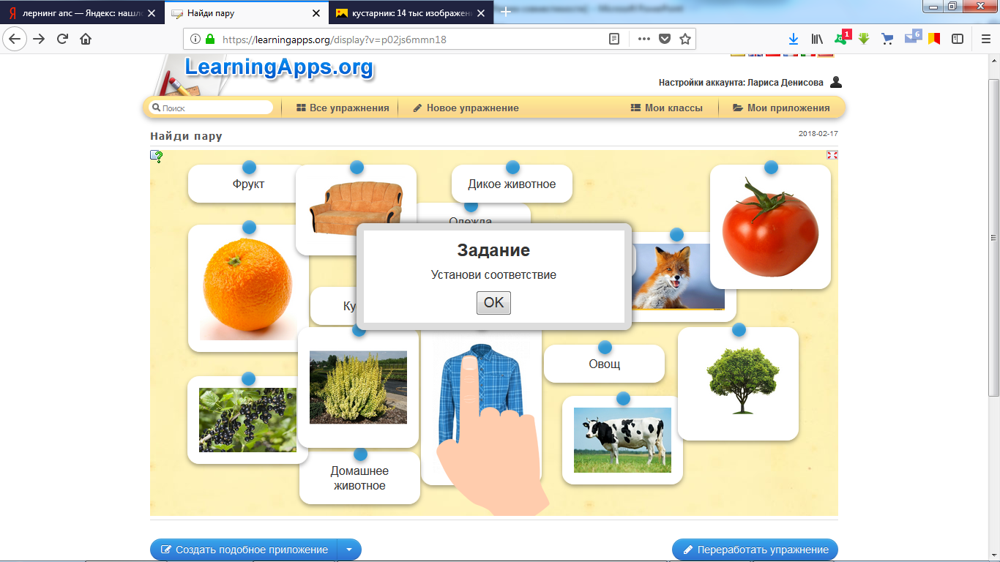 лернинг апс — Яндекс: нашл
Найди пару
кустарник: 14 тыс изображени
https://learningapps.org/display?v=p02js6mmn18
1
6
LearningApps.org
Настройки аккаунта: Лариса Денисова
Поиск
Все упражнения
Новое упражнение
Мои классы
Мои приложения
Найди пару
2018-02-17
Фрукт
Дикое животное
Одежда
Задание
Установи соответствие
OK
Ку
Овощ
Домашнее
животное
Создать подобное приложение
Переработать упражнение